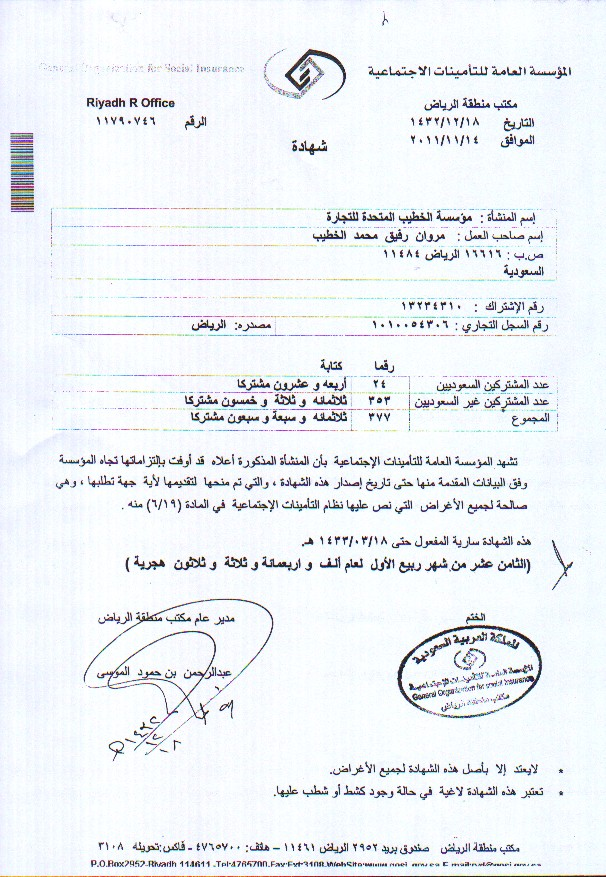 General Organization for Social Insurance
المؤسسة العامة للتأمينات الاجتماعية
Riyadh R Office
مكتب منطقة الرياض
الرقم ١١٧٩٠٧٤٦
التاريخ ١٤٣٢/١٢/١٨
الموافق ٢٠١١/١١/١٤
شهادة
إسم المنشأة : مؤسسة الخطيب المتحدة للتجارة
إسم صاحب العمل : مروان رفيق محمد الخطيب
ص.ب : ١٦٦١٦ الرياض ١١٤٨٤
السعودية
رقم الإشتراك : ١٣٢٣٤٣١٠
رقم السجل التجاري : ١٠١٠٠٥٤٣٠٦ مصدره: الرياض
رقما كتابة
عدد المشتركين السعوديين ٢٤ أربعه و عشرون مشتركا
عدد المشتركين غير السعوديين ٣٥٣ ثلاثمائه و ثلاثة و خمسون مشتركا
المجموع ٣٧٧ ثلاثمائه و سبعة و سبعون مشتركا
تشهد المؤسسة العامة للتأمينات الإجتماعية بأن المنشأة المذكورة أعلاه قد أوفت بإلتزاماتها تجاه المؤسسة
وفق البيانات المقدمة منها حتى تاريخ إصدار هذه الشهادة ، والتي تم منحها لتقديمها لأية جهة تطلبها ، وهي
صالحة لجميع الأغراض التي نص عليها نظام التأمينات الإجتماعية في المادة (٦/١٩) منه .
هذه الشهادة سارية المفعول حتى ١٤٣٣/٠٣/١٨ هـ.
(الثامن عشر من شهر ربيع الأول لعام ألف و اربعمائة و ثلاثة و ثلاثون هجرية )
الختم
مدير عام مكتب منطقة الرياض
عبدالرحمن بن حمود الموسى
المملكة العربية السعودية
المؤسسة العامة للتأمينات الاجتماعية
General Organization for social Insurance
مكتب منطقة الرياض
* لايعتد إلا بأصل هذه الشهادة لجميع الأغراض.
* تعتبر هذه الشهادة لاغية في حالة وجود كشط أو شطب عليها.
مكتب منطقة الرياض صندوق بريد ٢٩٥٢ الرياض ١١٤٦١ - هاتف: ٤٧٦٥٧٠٠ - فاكس:تحويله ٣١٠٨
P.O.Box2952-Riyadh 114611 -Tel:4765700.Fax:Ext:3108.WebSite:www.gosi.gov.sa